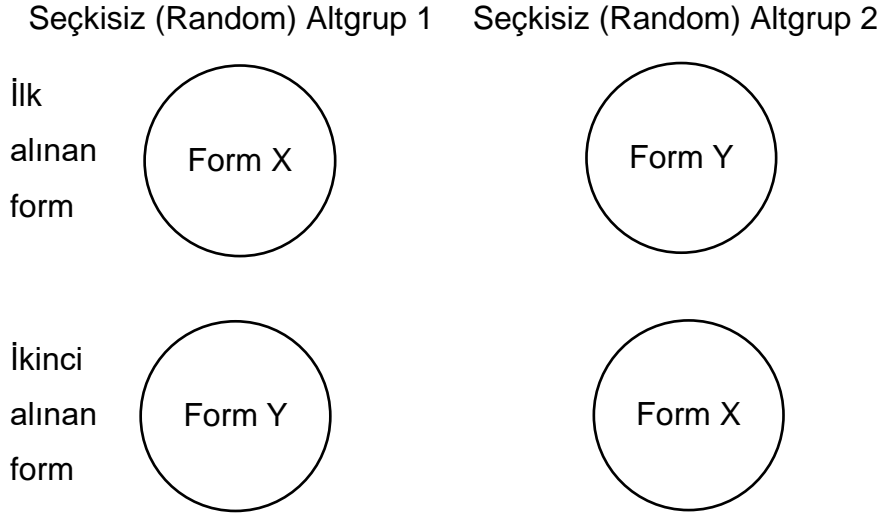 Seçkisiz (Random) Altgrup 1 Seçkisiz (Random) Altgrup 2
İlk
alınan
form
Form X
Form Y
İkinci
alınan
form
Form Y
Form X